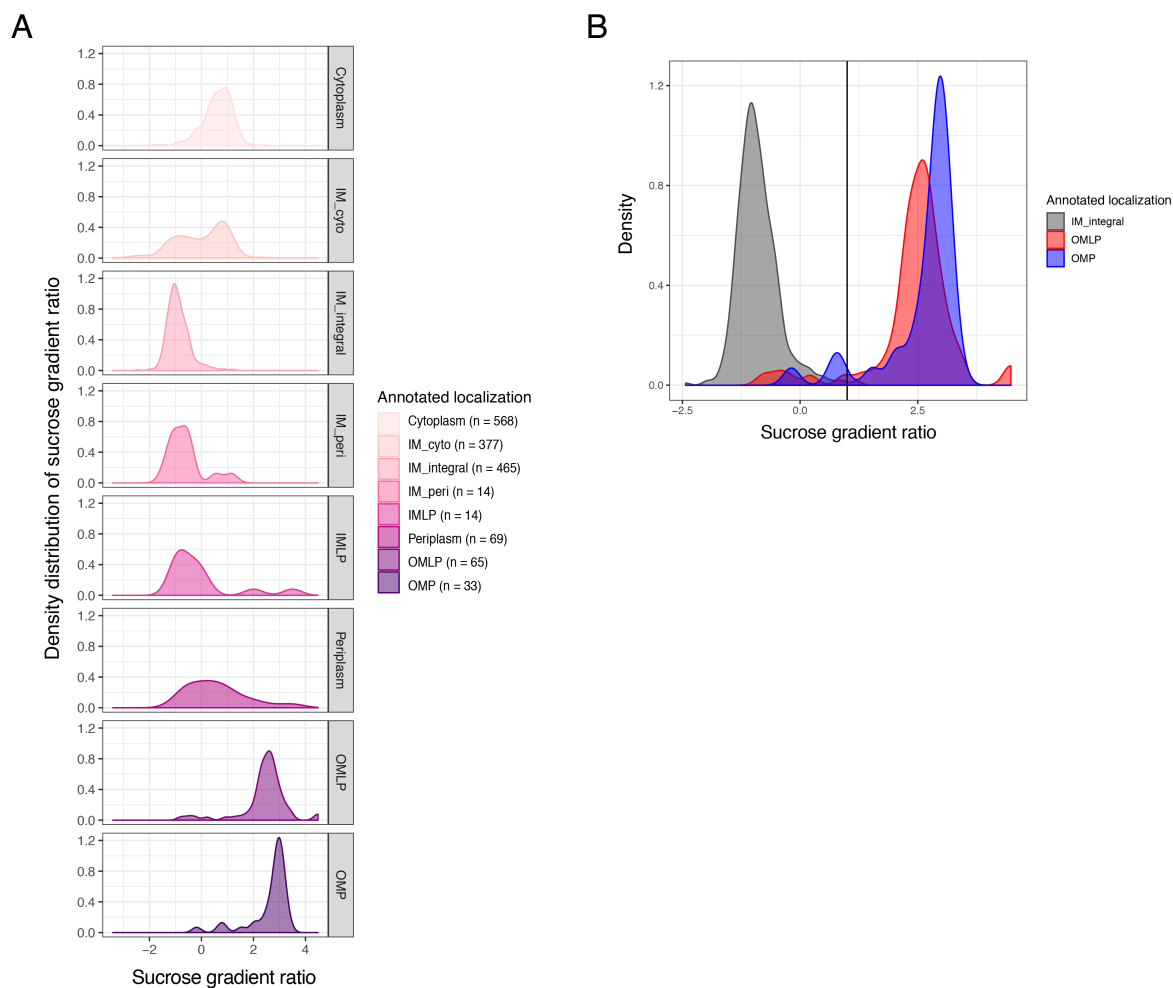 A
B
Density distribution of sucrose gradient ratio
1.2
0.8
0.4
0.0
Cytoplasm
1.2
0.8
0.4
0.0
IM_cyto
1.2
0.8
0.4
0.0
IM_integral
1.2
0.8
0.4
0.0
IM_peri
1.2
0.8
0.4
0.0
IMLP
1.2
0.8
0.4
0.0
Periplasm
1.2
0.8
0.4
0.0
OMLP
1.2
0.8
0.4
0.0
OMP
−2 0 2 4
Sucrose gradient ratio
Annotated localization
Cytoplasm (n = 568)
IM_cyto (n = 377)
IM_integral (n = 465)
IM_peri (n = 14)
IMLP (n = 14)
Periplasm (n = 69)
OMLP (n = 65)
OMP (n = 33)
Density
1.2
0.8
0.4
0.0
−2.5 0.0 2.5
Sucrose gradient ratio
Annotated localization
IM_integral
OMLP
OMP